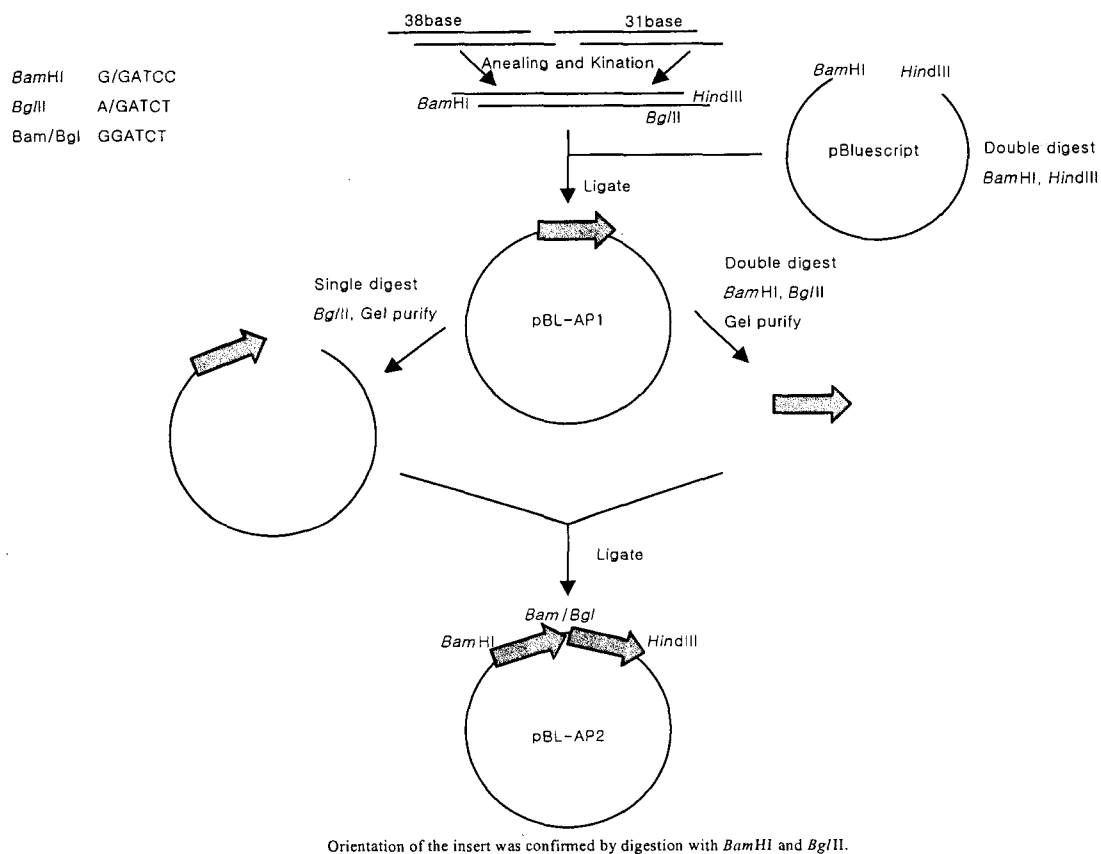 38base
31base
Anealing and Kination
BamHI G/GATCC
BglII A/GATCT
Bam/BgI GGATCT
BamHI
HindIII
BglII
BamHI HindIII
pBluescript
Double digest
BamHI, HindIII
Ligate
Single digest
BglII, Gel purify
pBL-AP1
Double digest
BamHI, BglII
Gel purify
Ligate
Bam/BgI
BamHI
HindIII
pBL-AP2
Orientation of the insert was confirmed by digestion with BamHI and BglII.